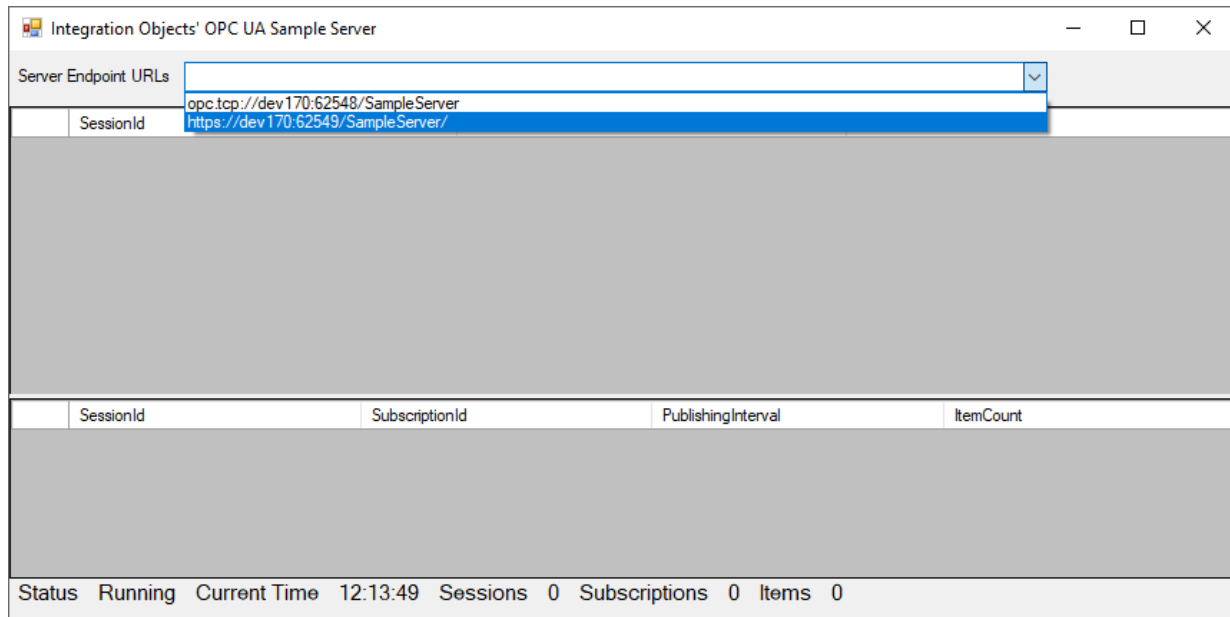 Integration Objects' OPC UA Sample Server
Server Endpoint URLs
opc.tcp://dev170:62548/SampleServer
https://dev170:62549/SampleServer/
SessionId
SessionId SubscriptionId PublishingInterval ItemCount
Status Running Current Time 12:13:49 Sessions 0 Subscriptions 0 Items 0